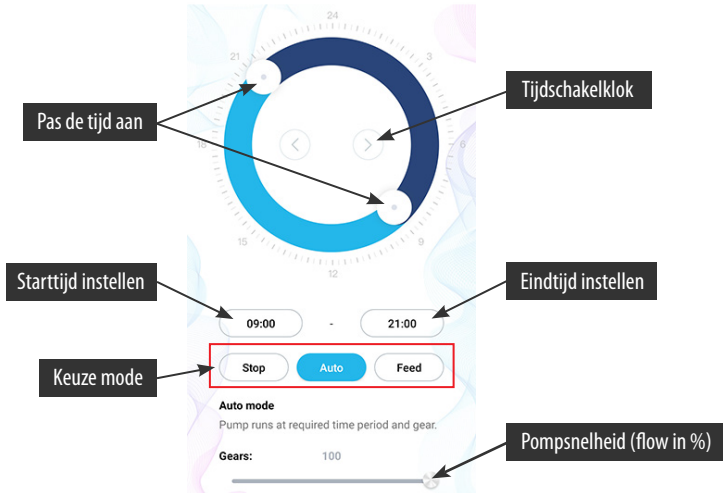 24
21
3
Tijdschakelklok
Pas de tijd aan
18
6
15
9
12
Starttijd instellen
Eindtijd instellen
09:00 - 21:00
Keuze mode
Stop Auto Feed
Auto mode
Pump runs at required time period and gear.
Pompsnelheid (flow in %)
Gears: 100